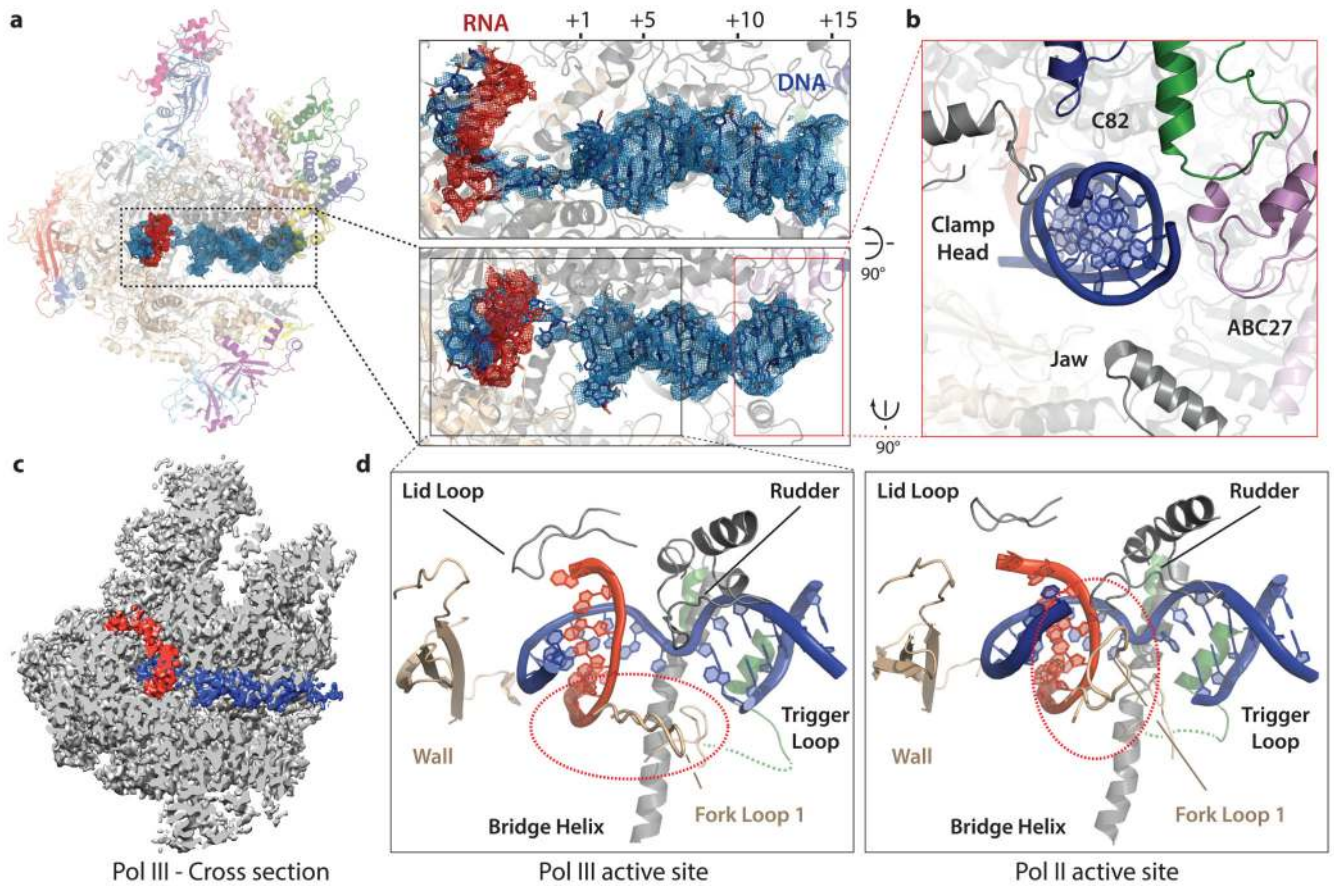 a
RNA
+1
+5
+10
+15
DNA
90°
90°
b
C82
Clamp
Head
ABC27
Jaw
c
Pol III - Cross section
d
Lid Loop
Rudder
Wall
Trigger
Loop
Fork Loop 1
Bridge Helix
Pol III active site
Lid Loop
Rudder
Wall
Trigger
Loop
Fork Loop 1
Bridge Helix
Pol II active site